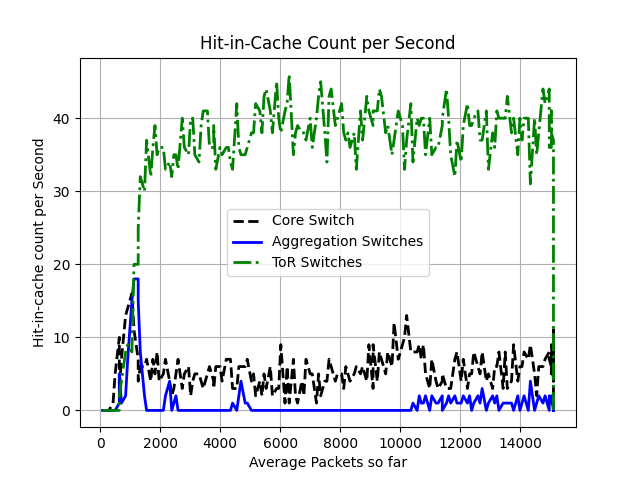 Hit-in-Cache Count per Second
Hit-in-cache count per Second
40
30
20
10
0
Core Switch
Aggregation Switches
ToR Switches
0 2000 4000 6000 8000 10000 12000 14000
Average Packets so far